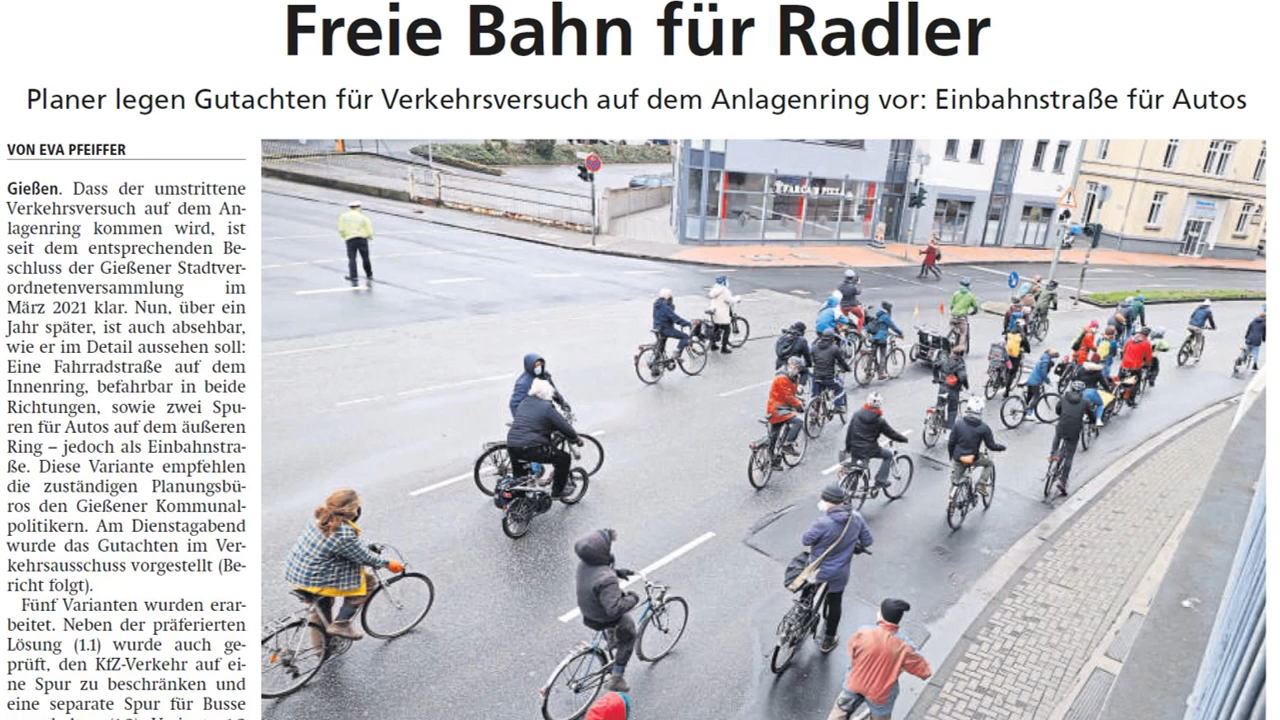 Freie Bahn für Radler
Planer legen Gutachten für Verkehrsversuch auf dem Anlagenring vor: Einbahnstraße für Autos
VON EVA PFEIFFER
Gießen. Dass der umstrittene
Verkehrsversuch auf dem An-
lagenring kommen wird, ist
seit dem entsprechenden Be-
schluss der Gießener Stadtver-
ordnetenversammlung im
März 2021 klar. Nun, über ein
Jahr später, ist auch absehbar,
wie er im Detail aussehen soll:
Eine Fahrradstraße auf dem
Innenring, befahrbar in beide
Richtungen, sowie zwei Spu-
ren für Autos auf dem äußeren
Ring – jedoch als Einbahnstra-
ße. Diese Variante empfehlen
die zuständigen Planungsbü-
ros den Gießener Kommunal-
politikern. Am Dienstagabend
wurde das Gutachten im Ver-
kehrsausschuss vorgestellt (Be-
richt folgt).
Fünf Varianten wurden erar-
beitet. Neben der präferierten
Lösung (1.1) wurde auch ge-
prüft, den KfZ-Verkehr auf ei-
ne Spur zu beschränken und
eine separate Spur für Busse